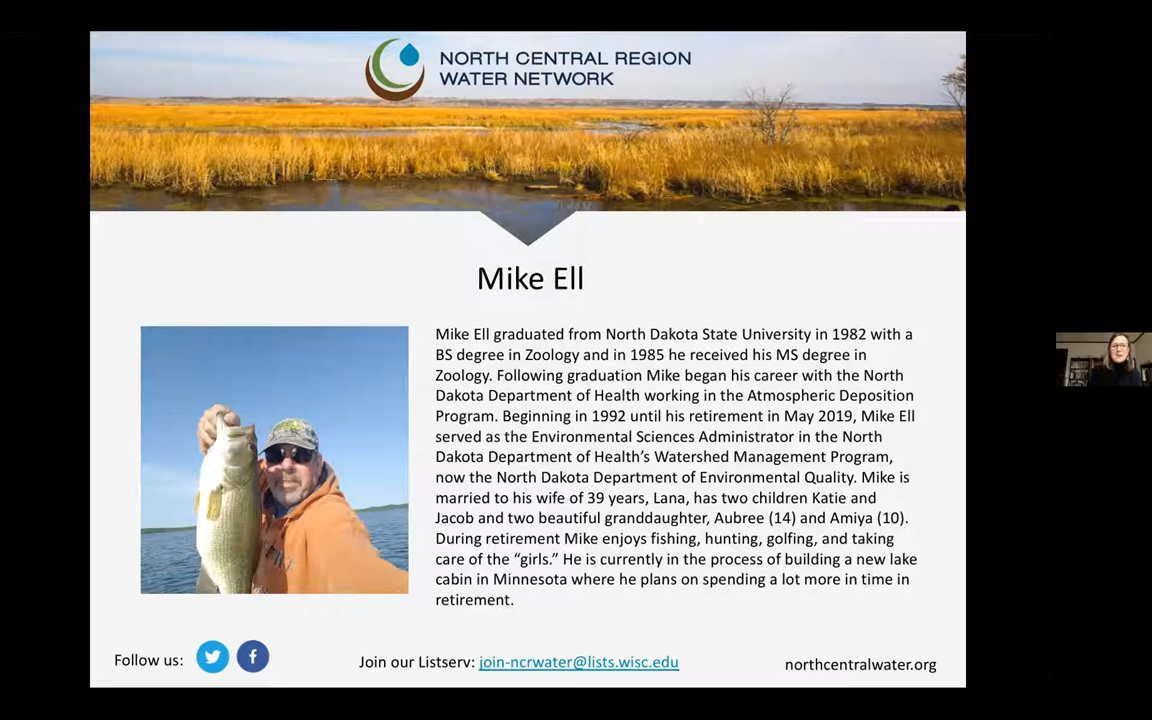 NORTH CENTRAL REGION
WATER NETWORK
Mike Ell
Mike Ell graduated from North Dakota State University in 1982 with a
BS degree in Zoology and in 1985 he received his MS degree in
Zoology. Following graduation Mike began his career with the North
Dakota Department of Health working in the Atmospheric Deposition
Program. Beginning in 1992 until his retirement in May 2019, Mike Ell
served as the Environmental Sciences Administrator in the North
Dakota Department of Health's Watershed Management Program,
now the North Dakota Department of Environmental Quality. Mike is
married to his wife of 39 years, Lana, has two children Katie and
Jacob and two beautiful granddaughter, Aubree (14) and Amiya (10).
During retirement Mike enjoys fishing, hunting, golfing, and taking
care of the “girls.” He is currently in the process of building a new lake
cabin in Minnesota where he plans on spending a lot more in time in
retirement.
Follow us:
Join our Listserv: join-ncrwater@lists.wisc.edu
northcentralwater.org